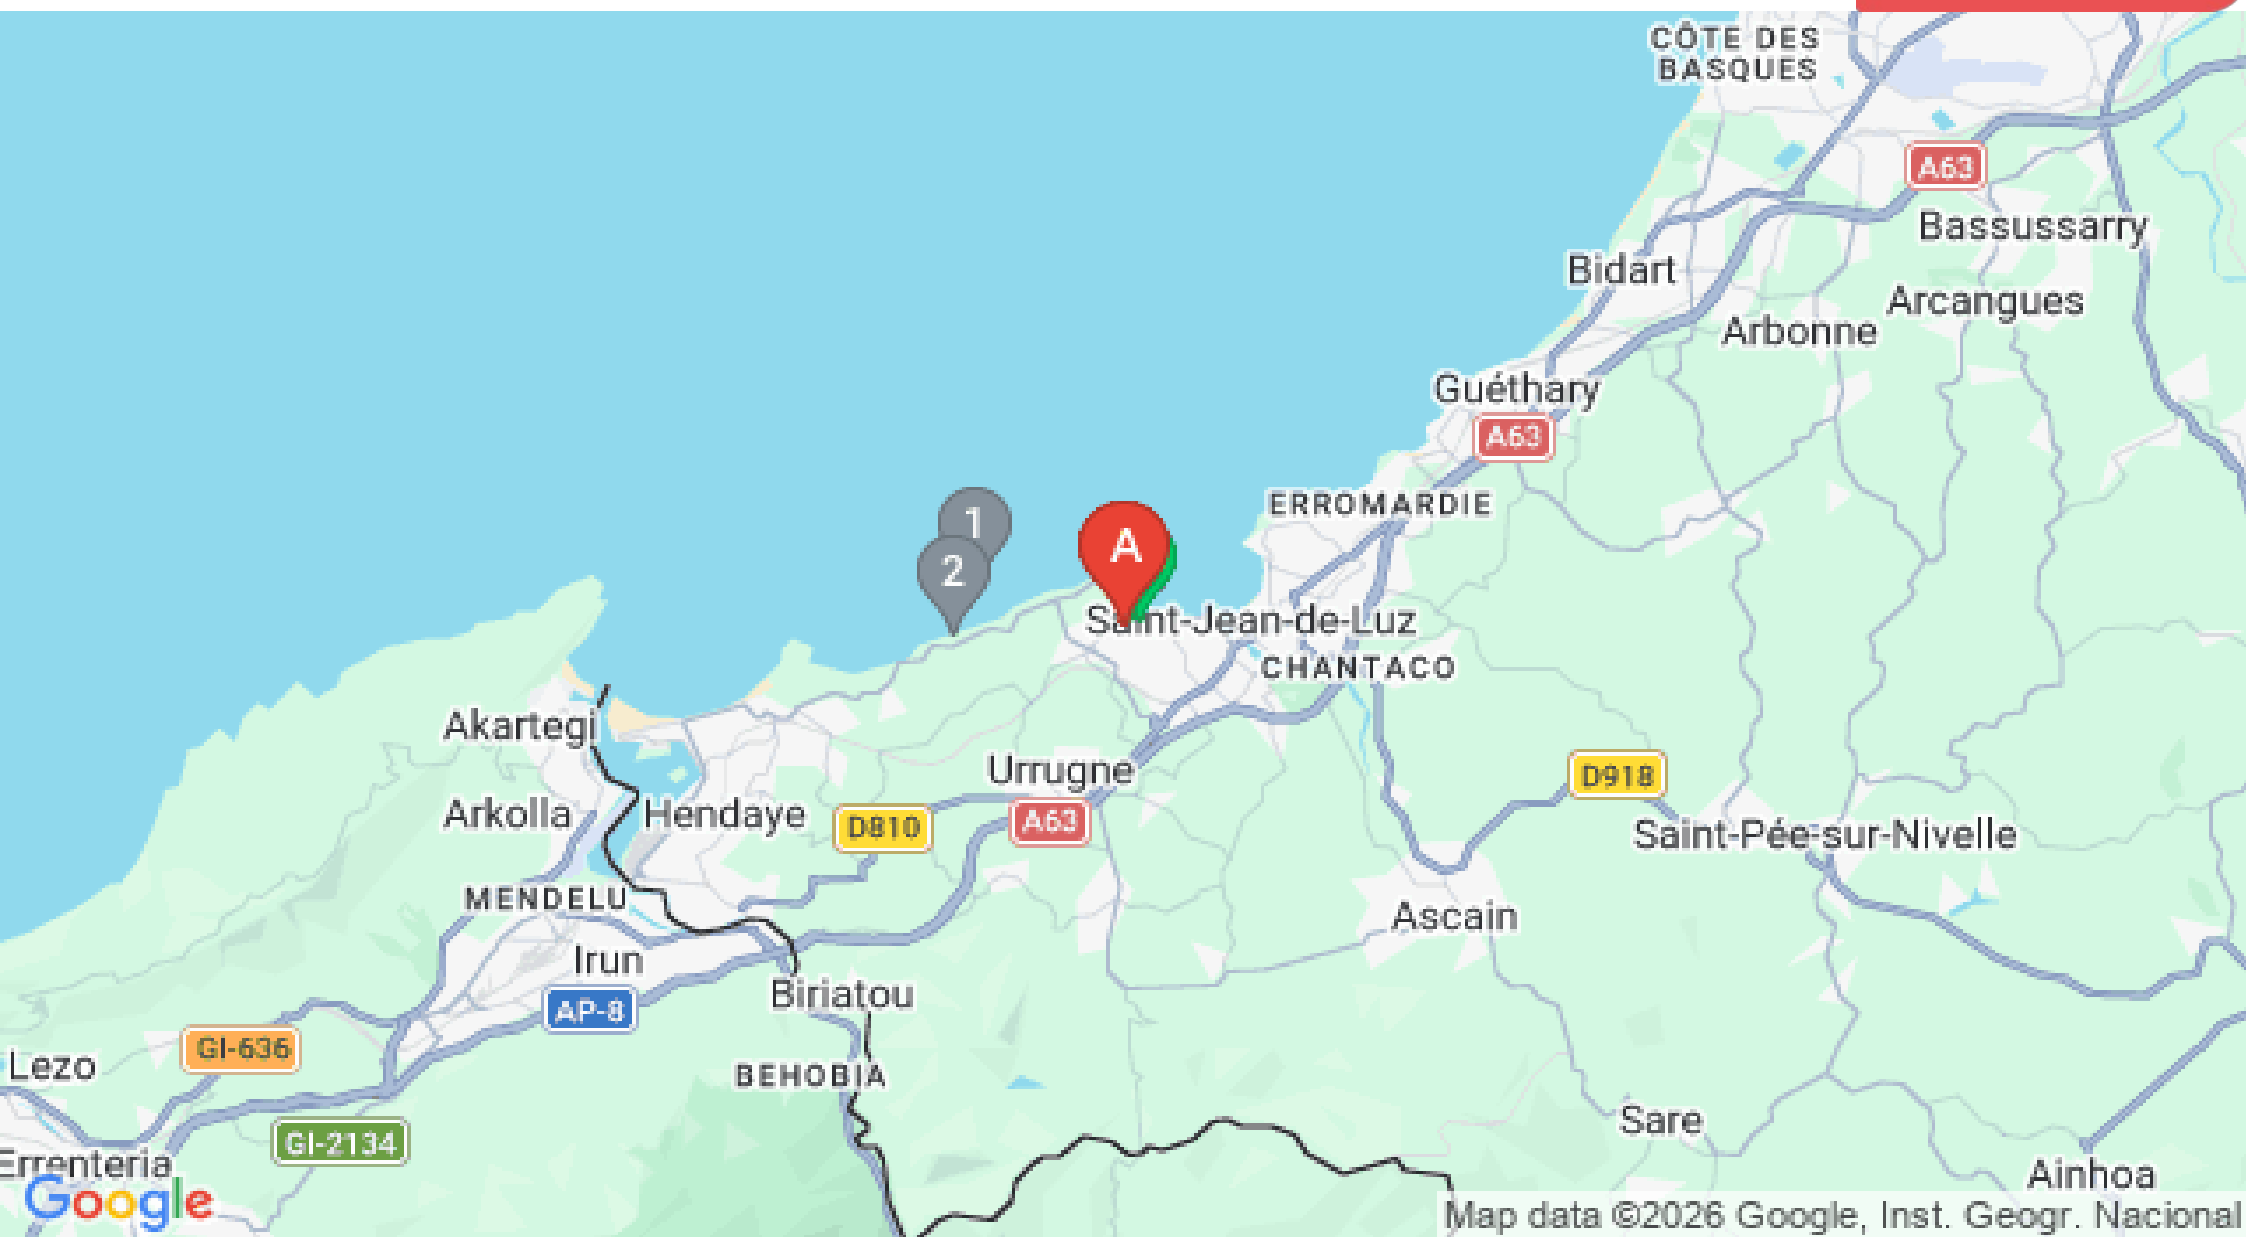 CÔTE DES
BASQUES
A63
Bassussarry
Bidart
Arcangues
Arbonne
Guéthary
A63
ERROMARDIE
1
2
A
Saint-Jean-de-Luz
CHANTACO
Akartegi
Urrugne
D918
Arkolla
Hendaye
D810
A63
Saint-Pée-sur-Nivelle
MENDELU
Ascain
Irun
Biriatou
AP-8
GI-636
Lezo
BEHOBIA
Sare
GI-2134
Errenteria
Ainhoa
Google
Map data ©2026 Google, Inst. Geogr. Nacional